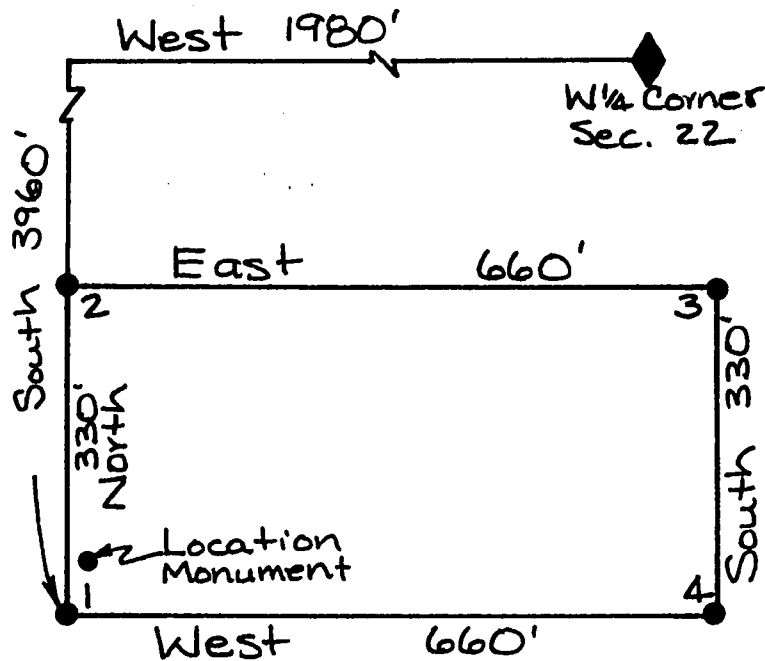 West 1980'
W¼ Corner
Sec. 22
South 3960'
East 660'
2
3
330'
North
South 330'
Location
Monument
1
4
West 660'